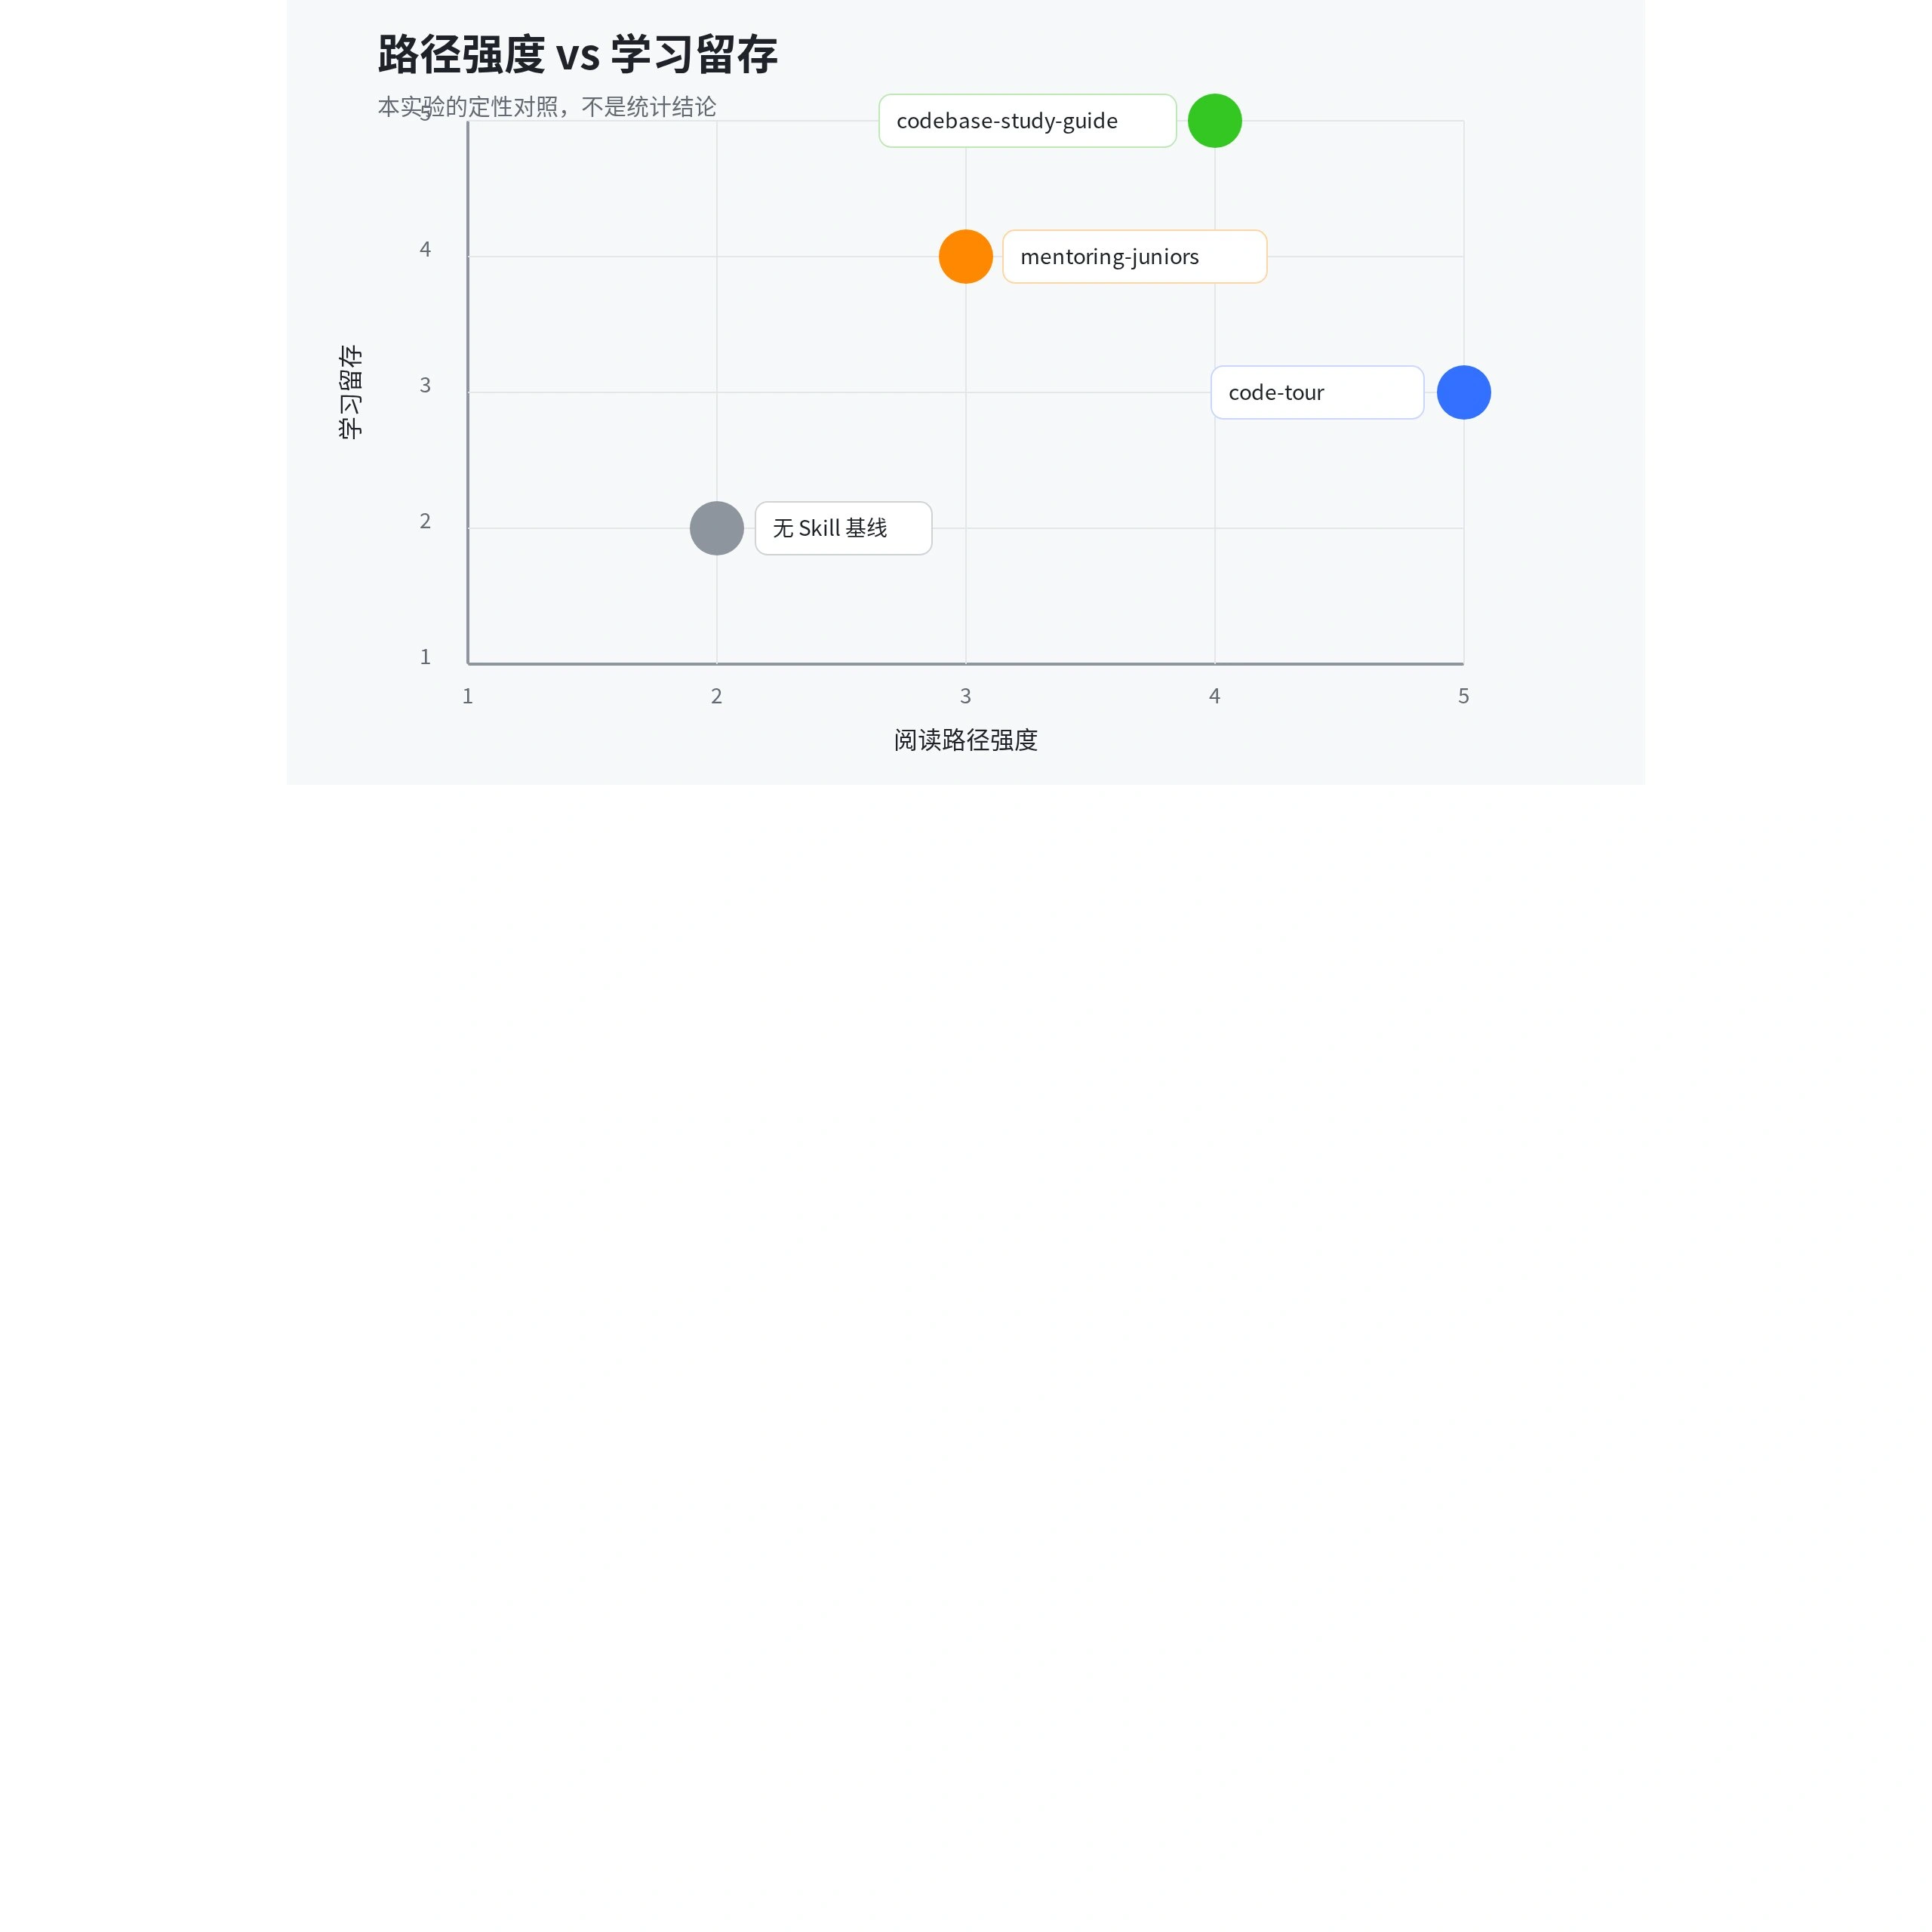 路径强度 vs 学习留存
本实验的定性对照，不是统计结论
5
codebase-study-guide
4
mentoring-juniors
学习留存
3
code-tour
2
无 Skill 基线
1
1 2 3 4 5
阅读路径强度